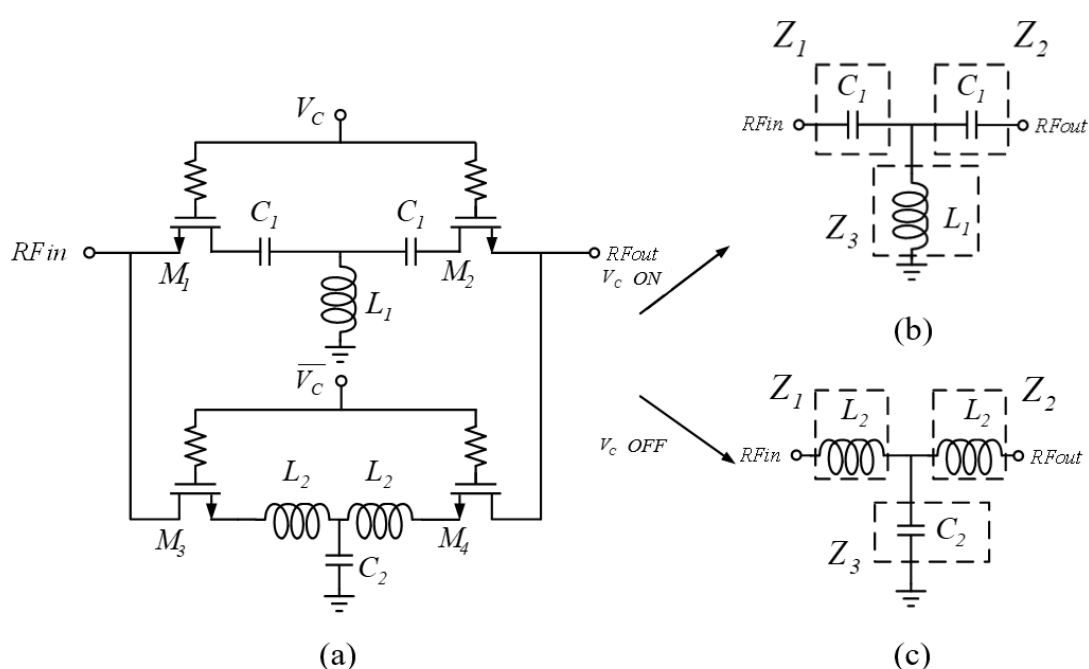 V_C
RFin
C_1
C_1
M_1
M_2
L_1
RFout
V_C ON
\overline{V_C}
V_C OFF
L_2
L_2
M_3
M_4
C_2
(a)
Z_1
Z_2
C_1
C_1
RFin
RFout
Z_3
L_1
(b)
Z_1
Z_2
L_2
L_2
RFin
RFout
Z_3
C_2
(c)